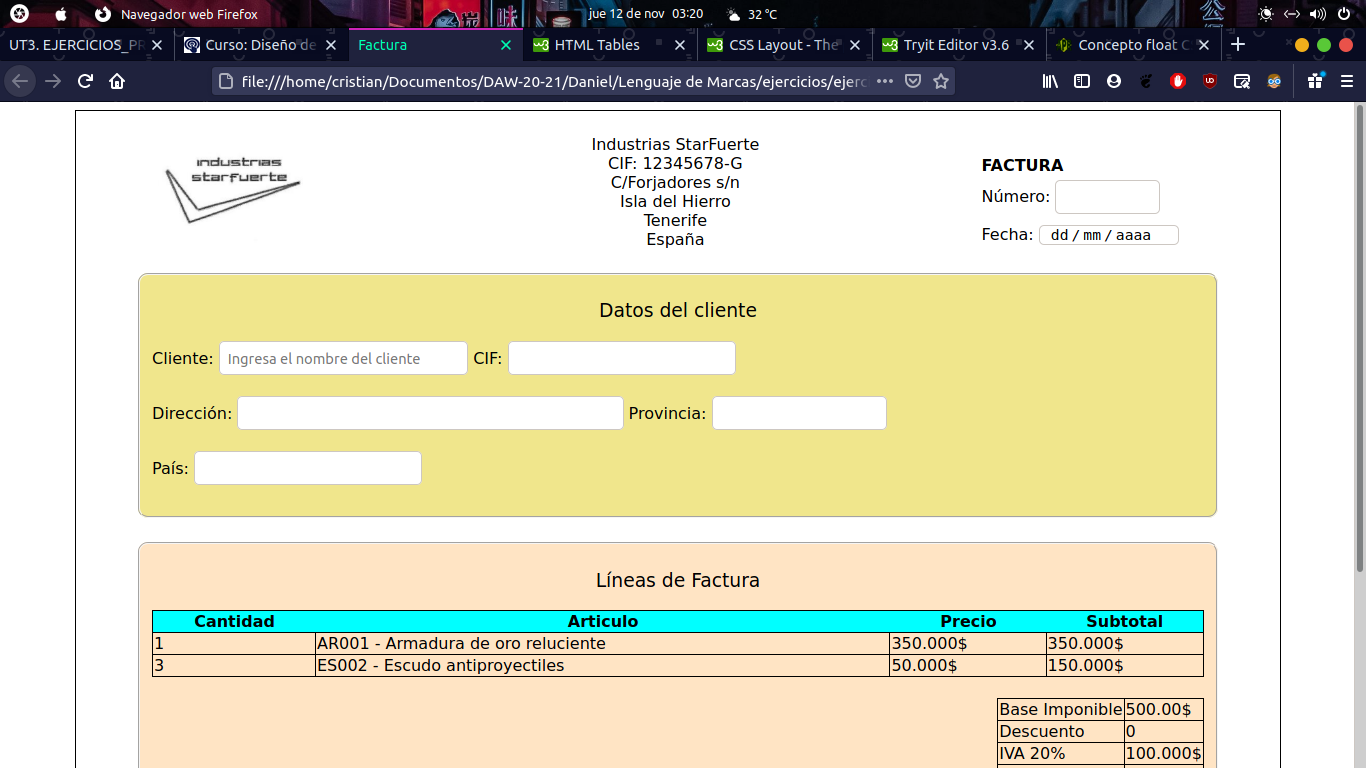 Navegador web Firefox
jue 12 de nov 03:20
32 °C
UT3. EJERCICIOS_PR
Curso: Diseño de
Factura
HTML Tables
CSS Layout - The
Tryit Editor v3.6
Concepto float C
file:///home/cristian/Documentos/DAW-20-21/Daniel/Lenguaje de Marcas/ejercicios/ejerc
industrias
starfuerte
Industrias StarFuerte
CIF: 12345678-G
C/Forjadores s/n
Isla del Hierro
Tenerife
España
FACTURA
Número:
Fecha: dd / mm / aaaa
Datos del cliente
Cliente: Ingresa el nombre del cliente CIF:
Dirección: Provincia:
País:
Líneas de Factura
Cantidad Articulo Precio Subtotal
1 AR001 - Armadura de oro reluciente 350.000$ 350.000$
3 ES002 - Escudo antiproyectiles 50.000$ 150.000$
Base Imponible 500.00$
Descuento 0
IVA 20% 100.000$